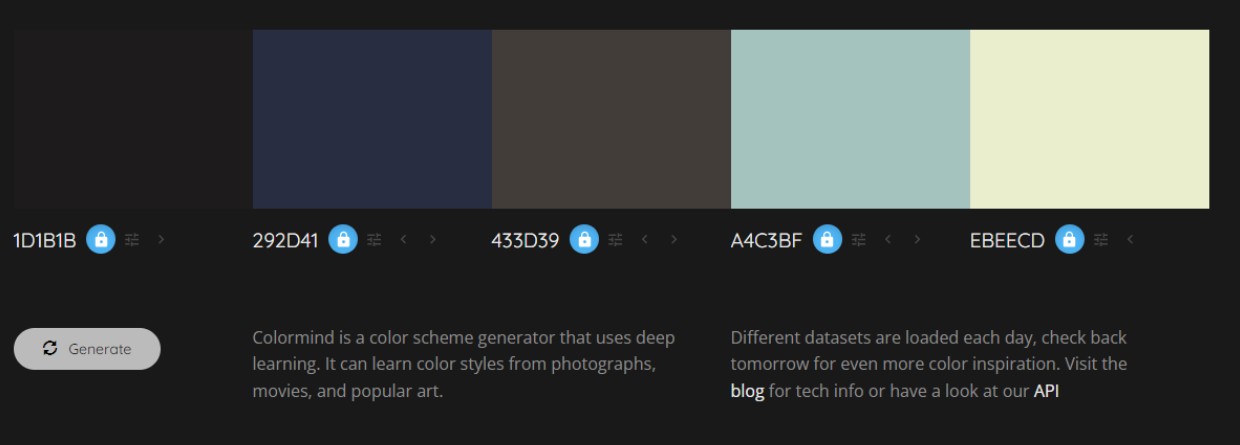 1D1B1B
292D41
433D39
A4C3BF
EBEECD
Generate
Colormind is a color scheme generator that uses deep
learning. It can learn color styles from photographs,
movies, and popular art.
Different datasets are loaded each day, check back
tomorrow for even more color inspiration. Visit the
blog for tech info or have a look at our API